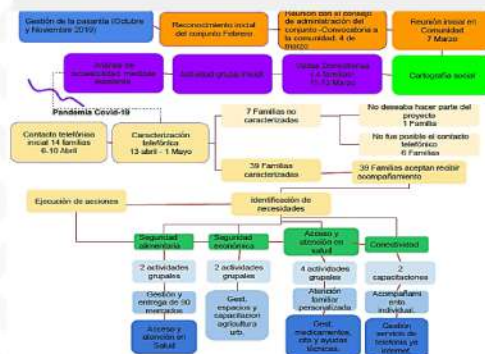 Gestión de la pasantía (Octubre
y Noviembre 2019)
Reconocimiento inicial
del conjunto Febrero
Reunión con el consejo
de administración del
conjunto -Convocatoria a
la comunidad. 4 de
marzo
Reunión inicial en
Comunidad
7 Marzo
Actividad grupal inicial
11-13 Marzo
Cartografía social
Pandemia Covid-19
Contacto telefónico
inicial 14 familias
6-10 Abril
Caracterización
telefónica
13 abril - 1 Mayo
7 Familias no
caracterizadas
No deseaba hacer parte del
proyecto
1 Familia
No fue posible el contacto
telefónico
6 Familias
39 Familias
caracterizadas
39 Familias aceptan recibir
acompañamiento
Ejecución de acciones
identificación de
necesidades
Seguridad
alimentaria
Seguridad
económica
Acceso y
atención en
salud
Conectividad
2 actividades
grupales
2 actividades
grupales
4 actividades
grupales
2
capacitaciones
Gestión y
entrega de 90
mercados
Gest.
espacios y
capacitacion
agricultura
urb.
Atención
familiar
personalizada
Acompañami
ento
individual.
Acceso y
atención en
Salud
Gest.
medicamentos,
cita y ayudas
técnicas.
Gestión
servicio de
telefonía y/o
internet